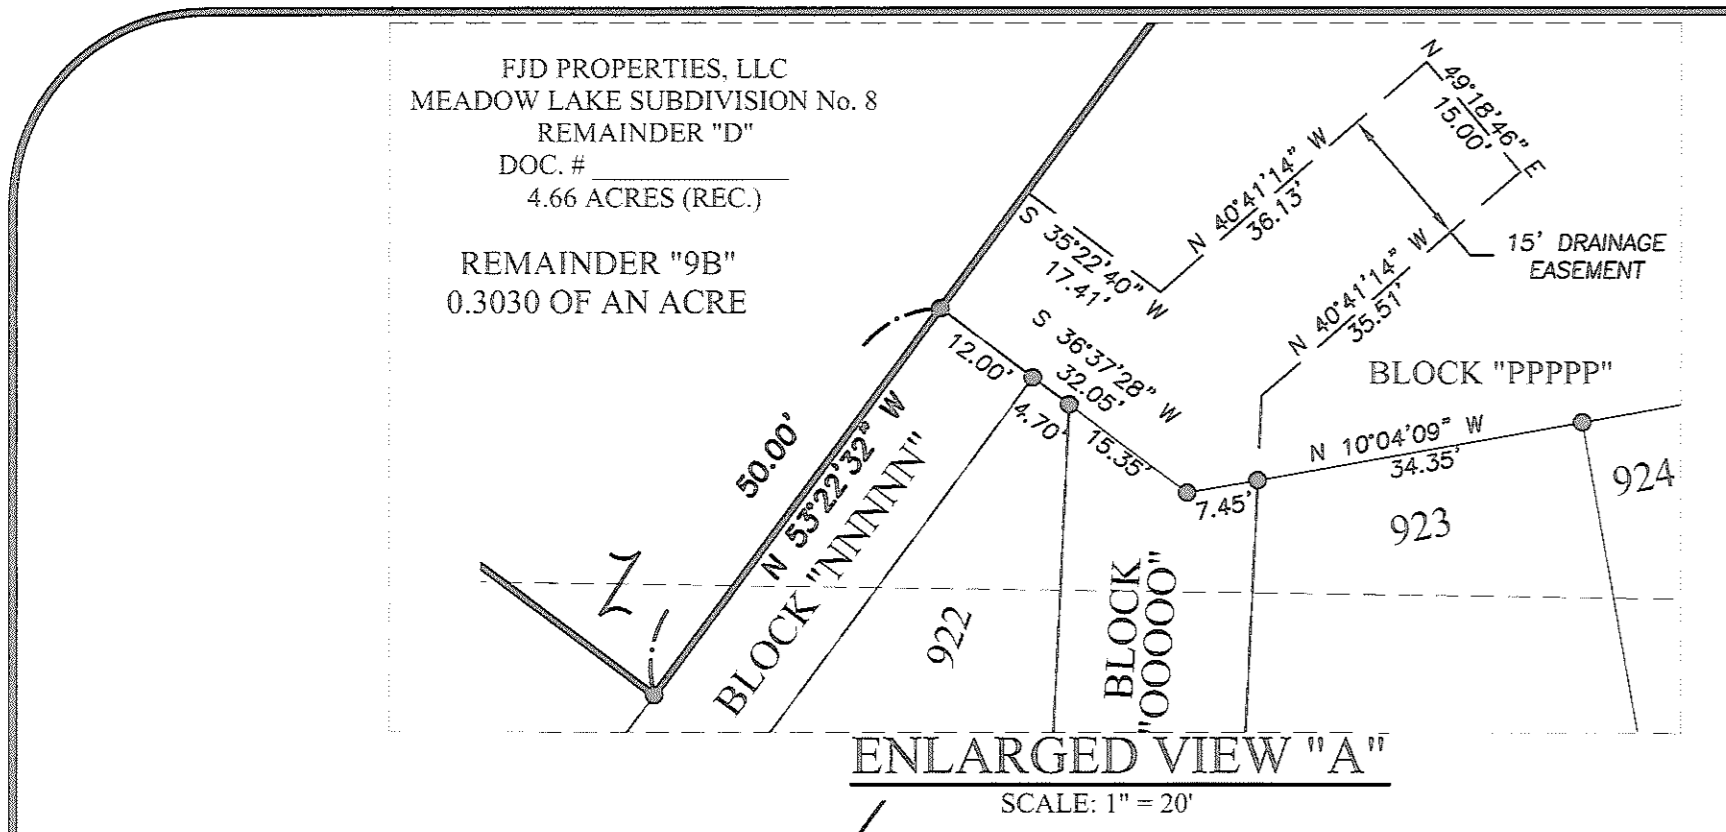 FJD PROPERTIES, LLC
MEADOW LAKE SUBDIVISION No. 8
REMAINDER "D"
DOC. #
4.66 ACRES (REC.)
REMAINDER "9B"
0.3030 OF AN ACRE
N 49°18'46" E
15.00'
N 40°41'14" W
36.13'
S 35°22'40" W
17.41'
15' DRAINAGE
EASEMENT
N 40°41'14" W
35.51'
S 36°37'28" W
32.05'
12.00'
4.70'
15.35'
7.45'
BLOCK "PPPPP"
N 10°04'09" W
34.35'
924
923
50.00'
N 53°22'32" W
BLOCK "NNNNN"
922
BLOCK
"OOOOO"
ENLARGED VIEW "A"
SCALE: 1" = 20'